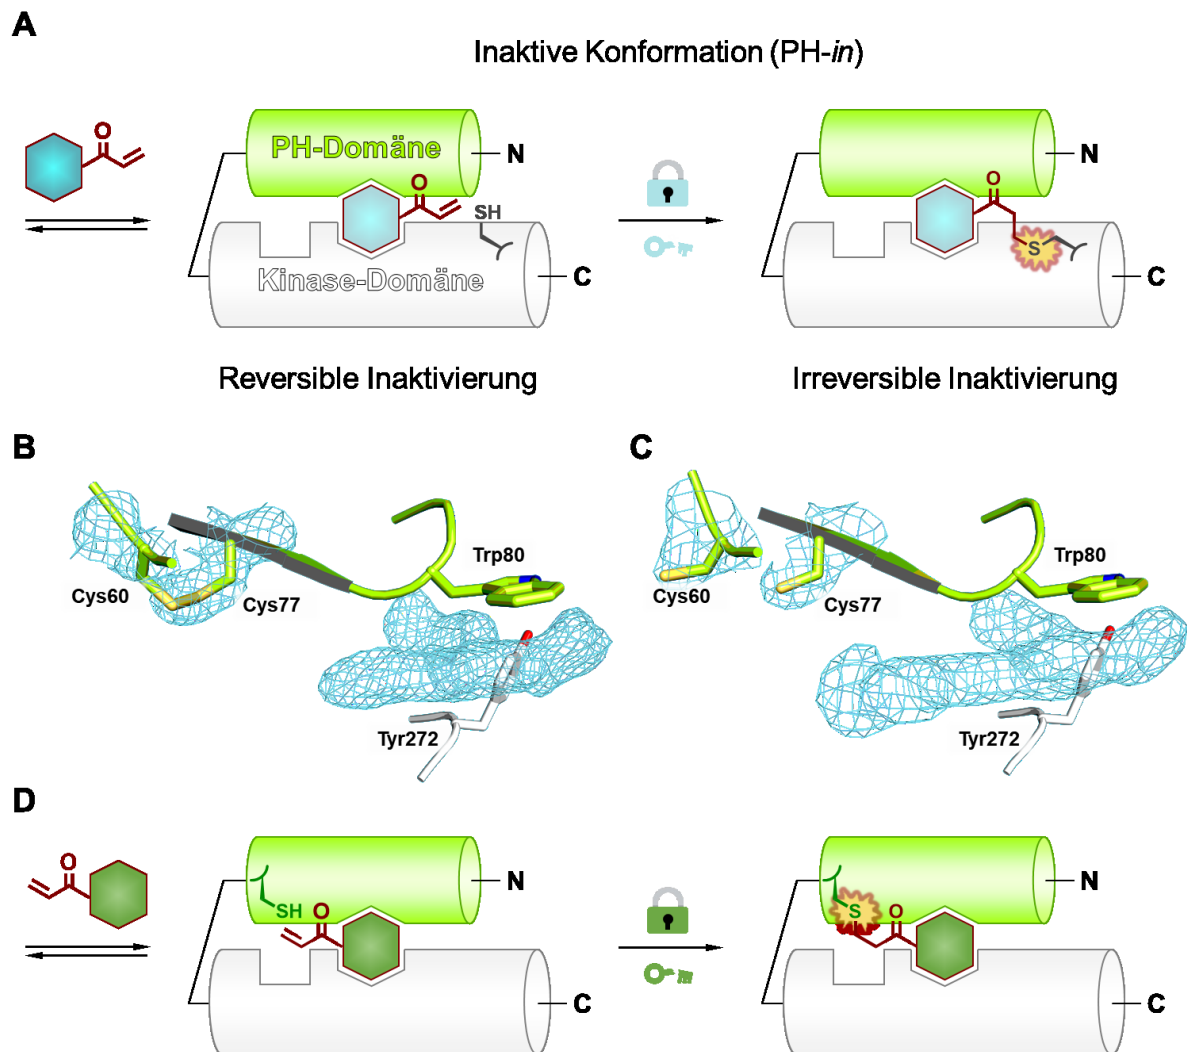 A
Inaktive Konformation (PH-in)
O
PH-Domäne
N
SH
O
Kinase-Domäne
C
O
N
S
C
Reversible Inaktivierung
Irreversible Inaktivierung
B
Trp80
Cys60
Cys77
Tyr272
C
Trp80
Cys60
Cys77
Tyr272
D
O
N
SH
O
C
N
S
O
C